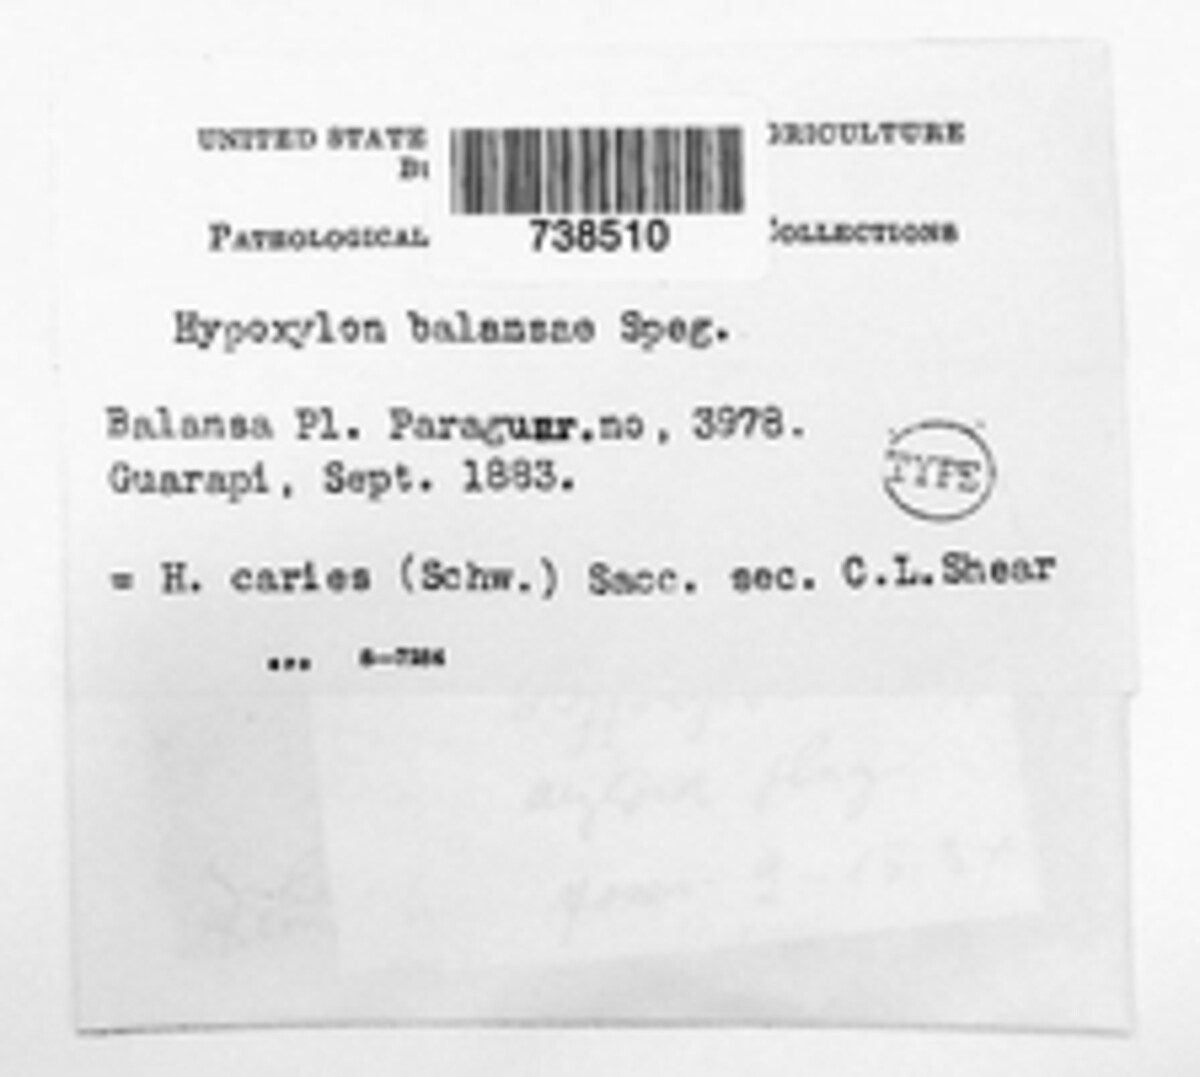 UNITED STATE GRICULTURE
PATHOLOGICAL COLLECTIONS
738510
Hypoxylon balansae Speg.
Balansa Pl. Paraguar.no, 3978.
Guarapi, Sept. 1883.
TYPE
= H. caries (Schw.) Sacc. sec. C.L.Shear